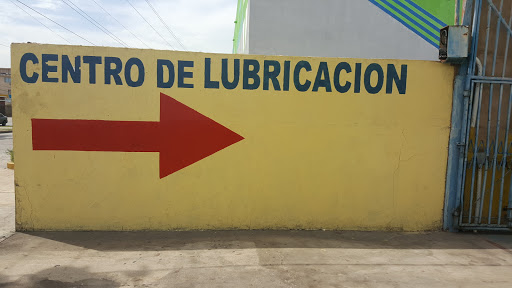 CENTRO DE LUBRICACION